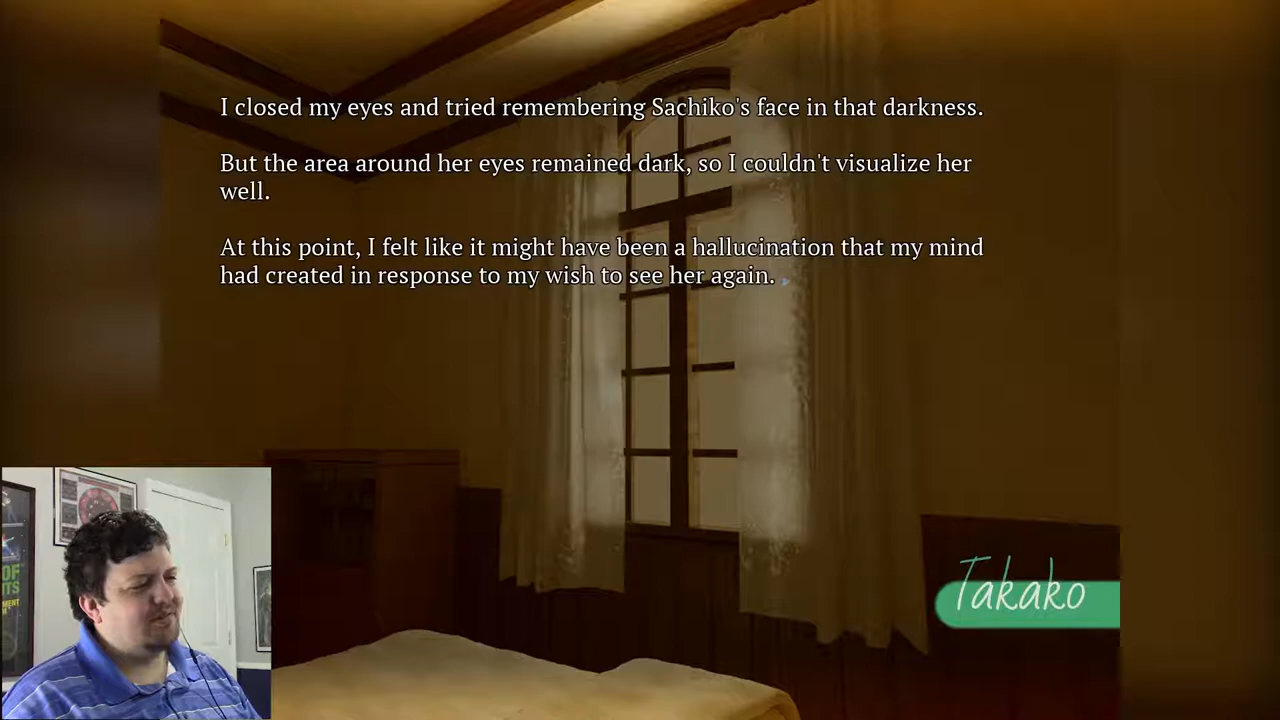 I closed my eyes and tried remembering Sachiko's face in that darkness.
But the area around her eyes remained dark, so I couldn't visualize her
well.
At this point, I felt like it might have been a hallucination that my mind
had created in response to my wish to see her again.
Takako